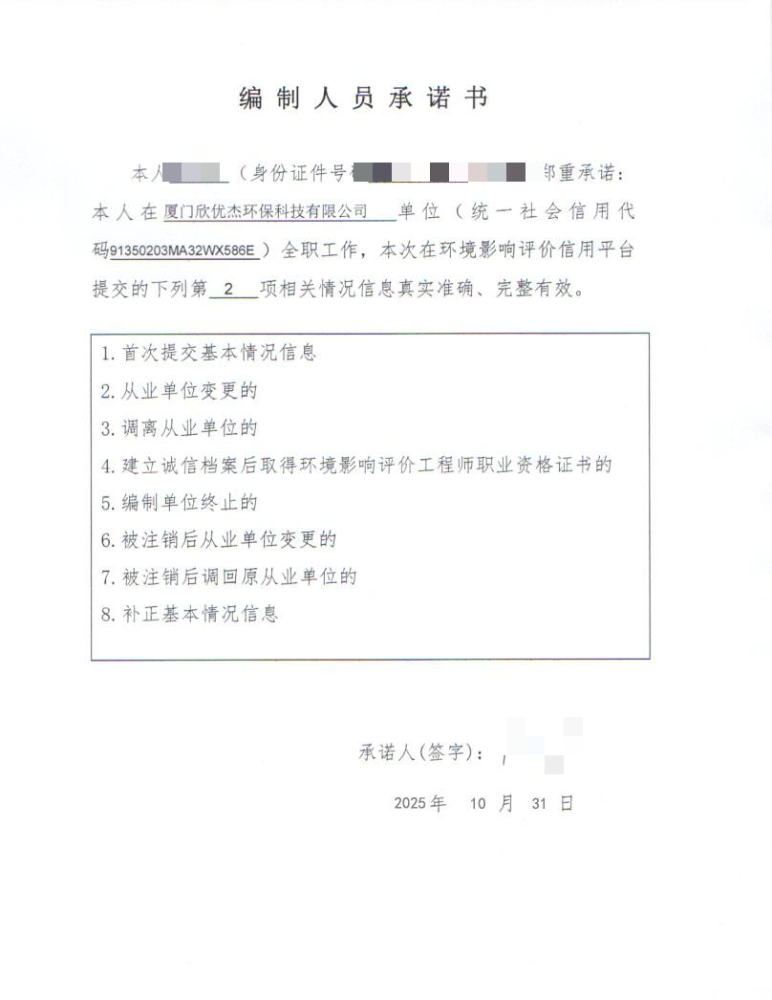 编制人员承诺书
本人（身份证件号 重承诺：
本人在厦门欣优杰环保科技有限公司单位（统一社会信用代
码91350203MA32WX586E）全职工作，本次在环境影响评价信用平台
提交的下列第2项相关情况信息真实准确、完整有效。
1.首次提交基本情况信息
2.从业单位变更的
3.调离从业单位的
4.建立诚信档案后取得环境影响评价工程师职业资格证书的
5.编制单位终止的
6.被注销后从业单位变更的
7.被注销后调回原从业单位的
8.补正基本情况信息
承诺人(签字)：
2025年 10月 31日